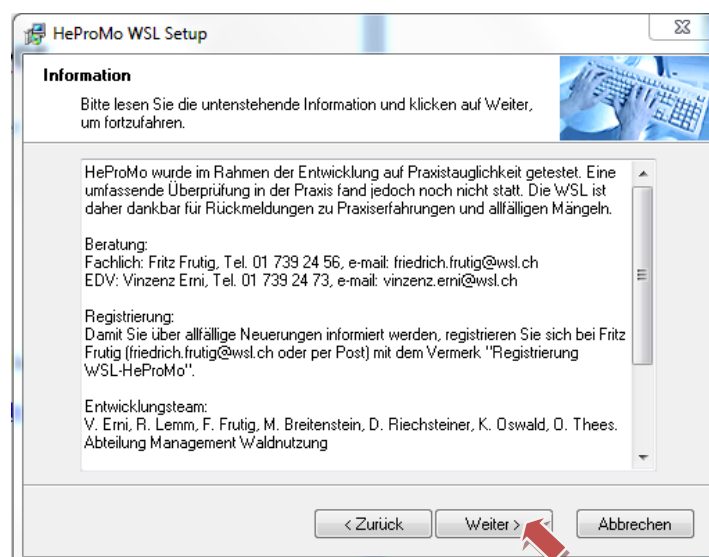 HeProMo WSL Setup
Information
Bitte lesen Sie die untenstehende Information und klicken auf Weiter,
um fortzufahren.
HeProMo wurde im Rahmen der Entwicklung auf Praxistauglichkeit getestet. Eine
umfassende Überprüfung in der Praxis fand jedoch noch nicht statt. Die WSL ist
daher dankbar für Rückmeldungen zu Praxiserfahrungen und allfälligen Mängeln.
Beratung:
Fachlich: Fritz Frutig, Tel. 01 739 24 56, e-mail: friedrich.frutig@wsl.ch
EDV: Vinzenz Erni, Tel. 01 739 24 73, e-mail: vinzenz.erni@wsl.ch
Registrierung:
Damit Sie über allfällige Neuerungen informiert werden, registrieren Sie sich bei Fritz
Frutig (friedrich.frutig@wsl.ch oder per Post) mit dem Vermerk "Registrierung
WSL-HeProMo".
Entwicklungsteam:
V. Erni, R. Lemm, F. Frutig, M. Breitenstein, D. Riechsteiner, K. Oswald, O. Thees.
Abteilung Management Waldnutzung
< Zurück Weiter > Abbrechen